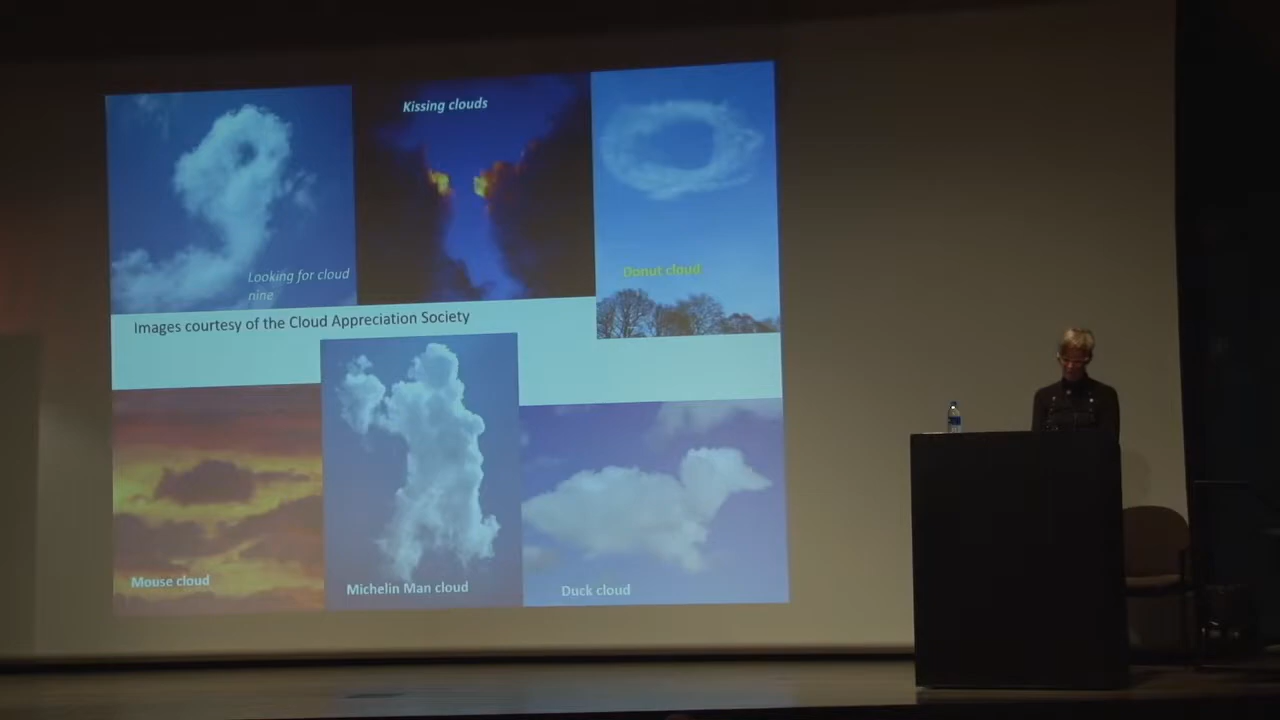 Kissing clouds
Looking for cloud
nine
Donut cloud
Images courtesy of the Cloud Appreciation Society
Mouse cloud
Michelin Man cloud
Duck cloud